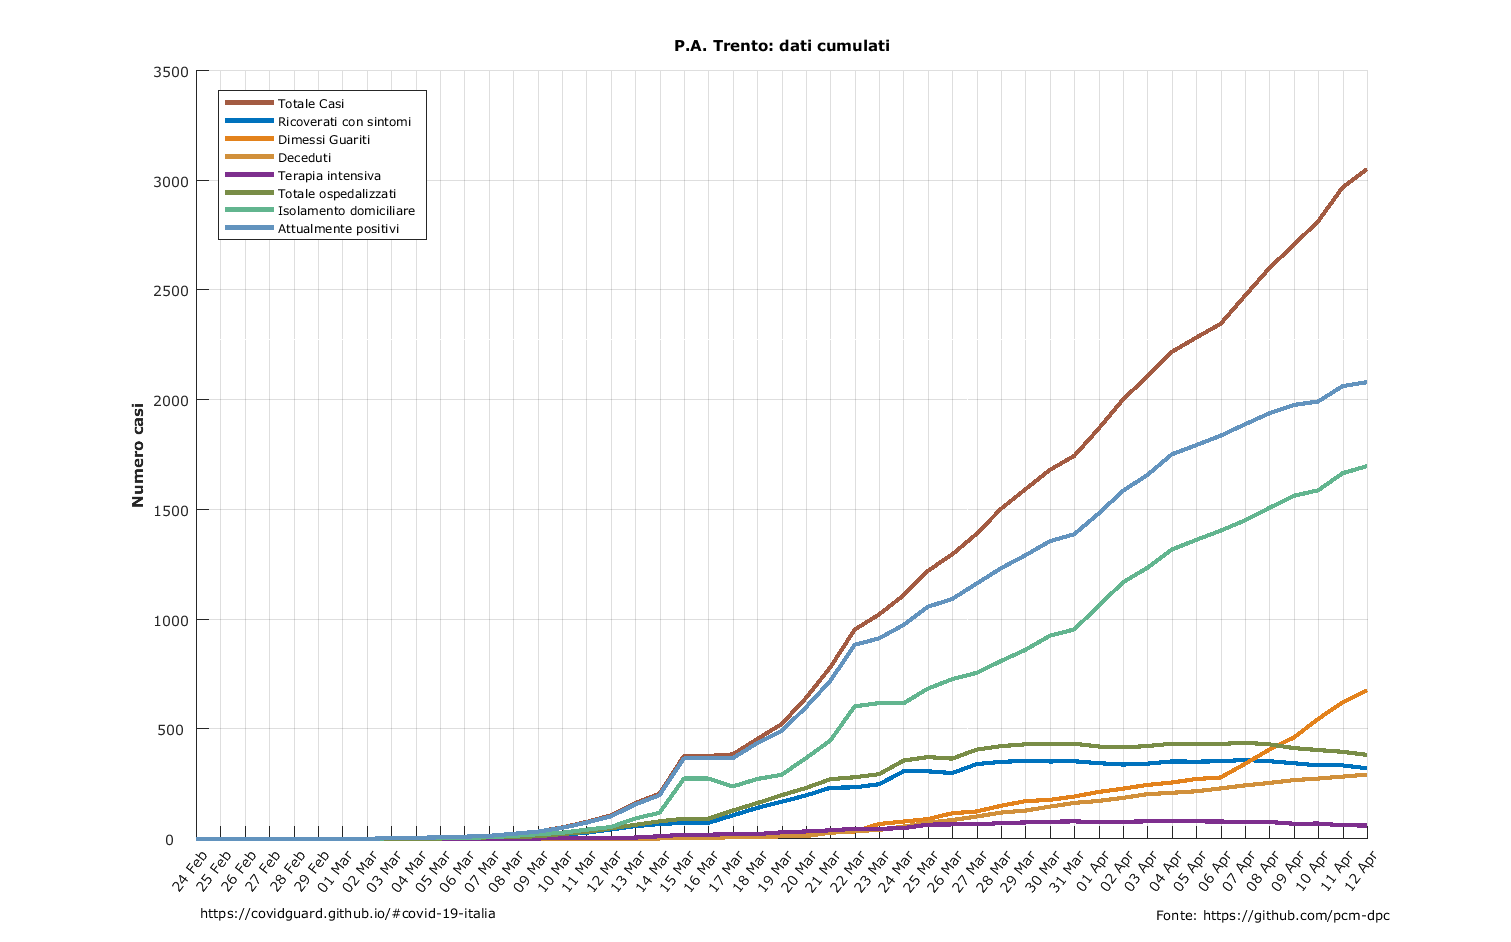 P.A. Trento: dati cumulati
3500
3000
2500
2000
1500
1000
500
0
Numero casi
Totale Casi
Ricoverati con sintomi
Dimessi Guariti
Deceduti
Terapia intensiva
Totale ospedalizzati
Isolamento domiciliare
Attualmente positivi
24 Feb
25 Feb
26 Feb
27 Feb
28 Feb
29 Feb
01 Mar
02 Mar
03 Mar
04 Mar
05 Mar
06 Mar
07 Mar
08 Mar
09 Mar
10 Mar
11 Mar
12 Mar
13 Mar
14 Mar
15 Mar
16 Mar
17 Mar
18 Mar
19 Mar
20 Mar
21 Mar
22 Mar
23 Mar
24 Mar
25 Mar
26 Mar
27 Mar
28 Mar
29 Mar
30 Mar
31 Mar
01 Apr
02 Apr
03 Apr
04 Apr
05 Apr
06 Apr
07 Apr
08 Apr
09 Apr
10 Apr
11 Apr
12 Apr
https://covidguard.github.io/#covid-19-italia
Fonte: https://github.com/pcm-dpc